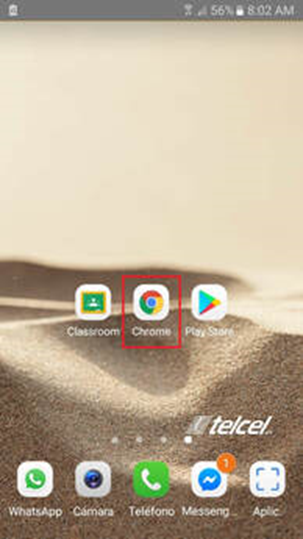 56% 8:02 AM
Classroom Chrome Play Store
telcel
1
WhatsApp Cámara Teléfono Messeng... Aplic.